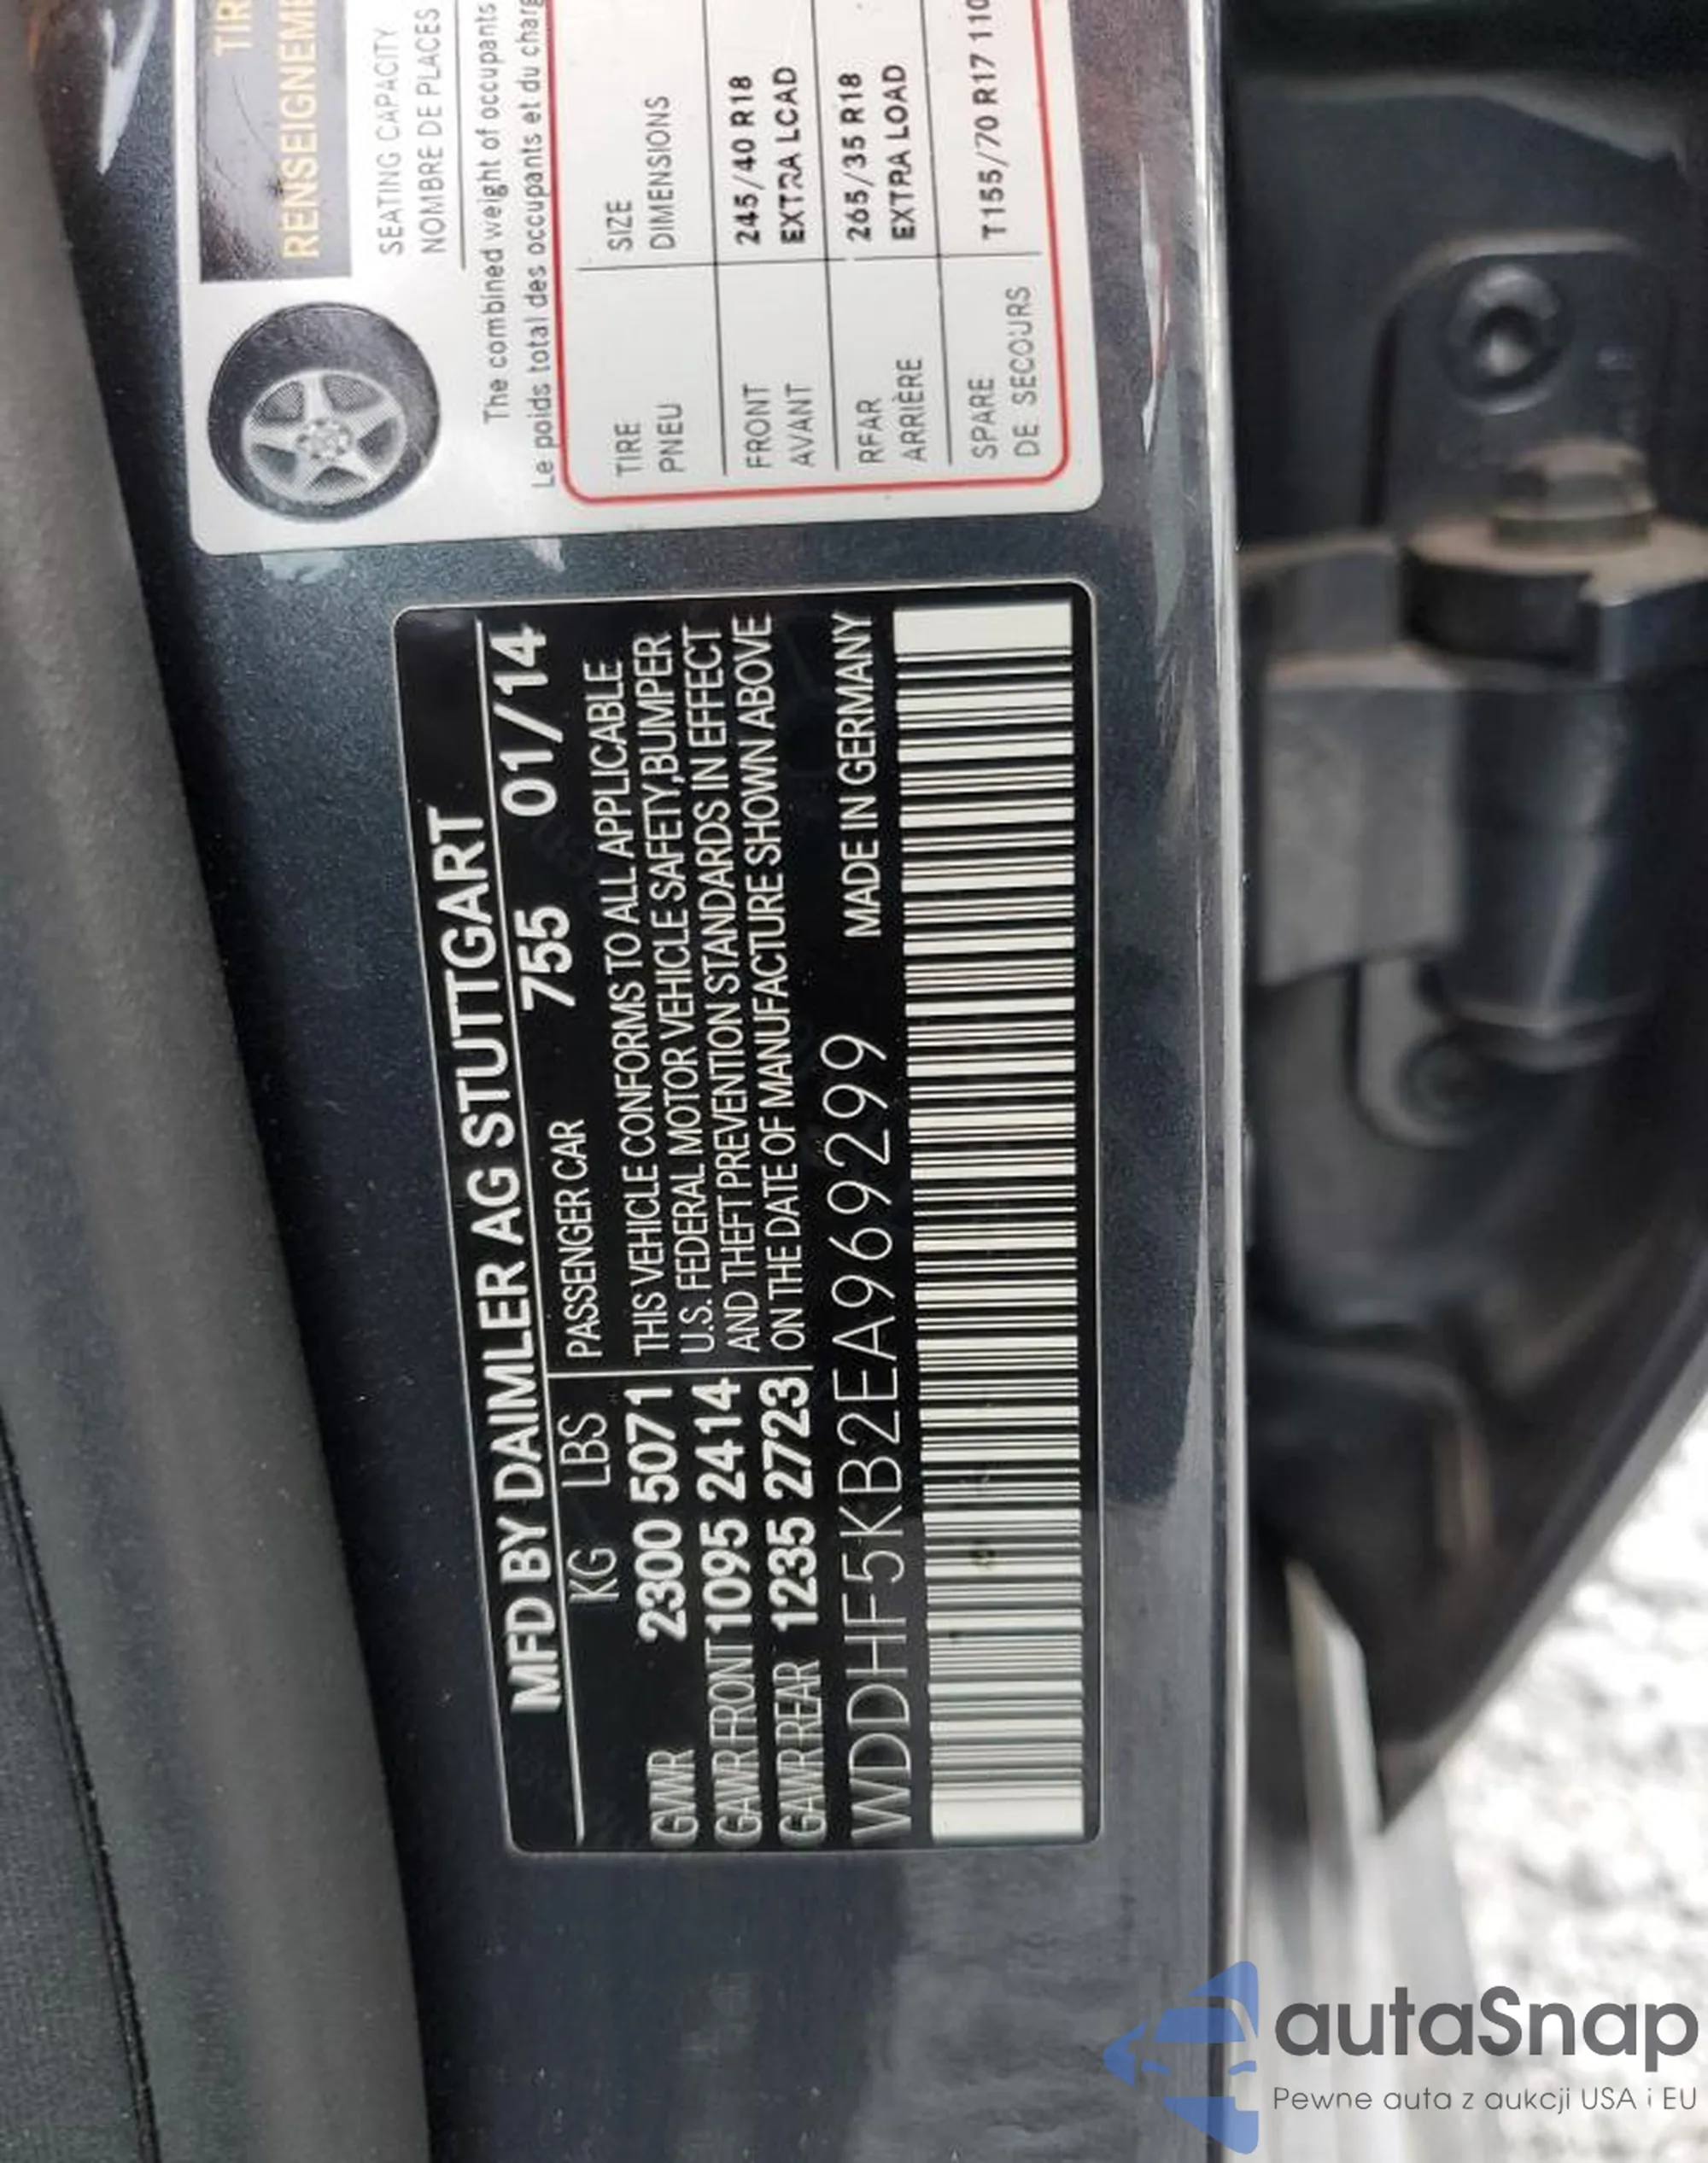 TIR
RENSEIGNEME
SEATING CAPACITY
NOMBRE DE PLACES
The combined weight of occupants
Le poids total des occupants et du charg
TIRE SIZE
PNEU DIMENSIONS
FRONT 245/40 R18
AVANT EXTRA LOAD
REAR 265/35 R18
ARRIÈRE EXTRA LOAD
SPARE T155/70 R17 110
DE SECOURS
MFD BY DAIMLER AG STUTTGART
KG LBS PASSENGER CAR 755 01/14
GVWR 2300 5071 THIS VEHICLE CONFORMS TO ALL APPLICABLE
GAWR FRONT 1095 2414 U.S. FEDERAL MOTOR VEHICLE SAFETY,BUMPER
GAWR REAR 1235 2723 AND THEFT PREVENTION STANDARDS IN EFFECT
ON THE DATE OF MANUFACTURE SHOWN ABOVE
WDDHF5KB2EA969299 MADE IN GERMANY
autaSnap
Pewne auta z aukcji USA i EU